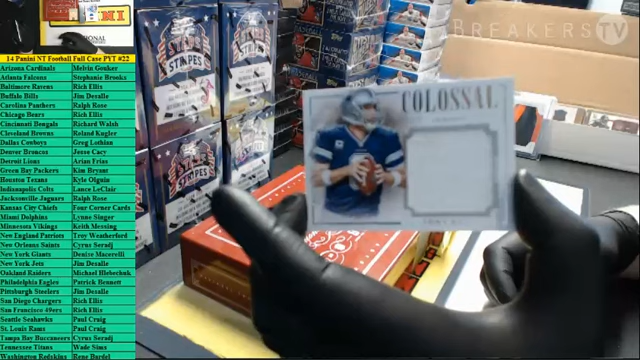 BREAKERSTV
14 Panini NT Football Full Case PYT #22
Arizona Cardinals Melvin Gouker
Atlanta Falcons Stephanie Brooks
Baltimore Ravens Rich Ellis
Buffalo Bills Jim Desalle
Carolina Panthers Ralph Rose
Chicago Bears Rich Ellis
Cincinnati Bengals Richard Walsh
Cleveland Browns Roland Kugler
Dallas Cowboys Greg Lothian
Denver Broncos Jesse Cacy
Detroit Lions Arian Frias
Green Bay Packers Kim Bryant
Houston Texans Kyle Olguin
Indianapolis Colts Lance LeClair
Jacksonville Jaguars Ralph Rose
Kansas City Chiefs Four Corner Cards
Miami Dolphins Lynne Singer
Minnesota Vikings Keith Messing
New England Patriots Troy Weatherford
New Orleans Saints Cyrus Seradj
New York Giants Denise Macerelli
New York Jets Jim Desalle
Oakland Raiders Michael Hlebechuk
Philadelphia Eagles Patrick Bennett
Pittsburgh Steelers Jim Desalle
San Diego Chargers Rich Ellis
San Francisco 49ers Rich Ellis
Seattle Seahawks Paul Craig
St. Louis Rams Paul Craig
Tampa Bay Buccaneers Cyrus Seradj
Tennessee Titans Wade Sims
Washington Redskins Rene Bardel
COLOSSAL
STARS
STRIPES